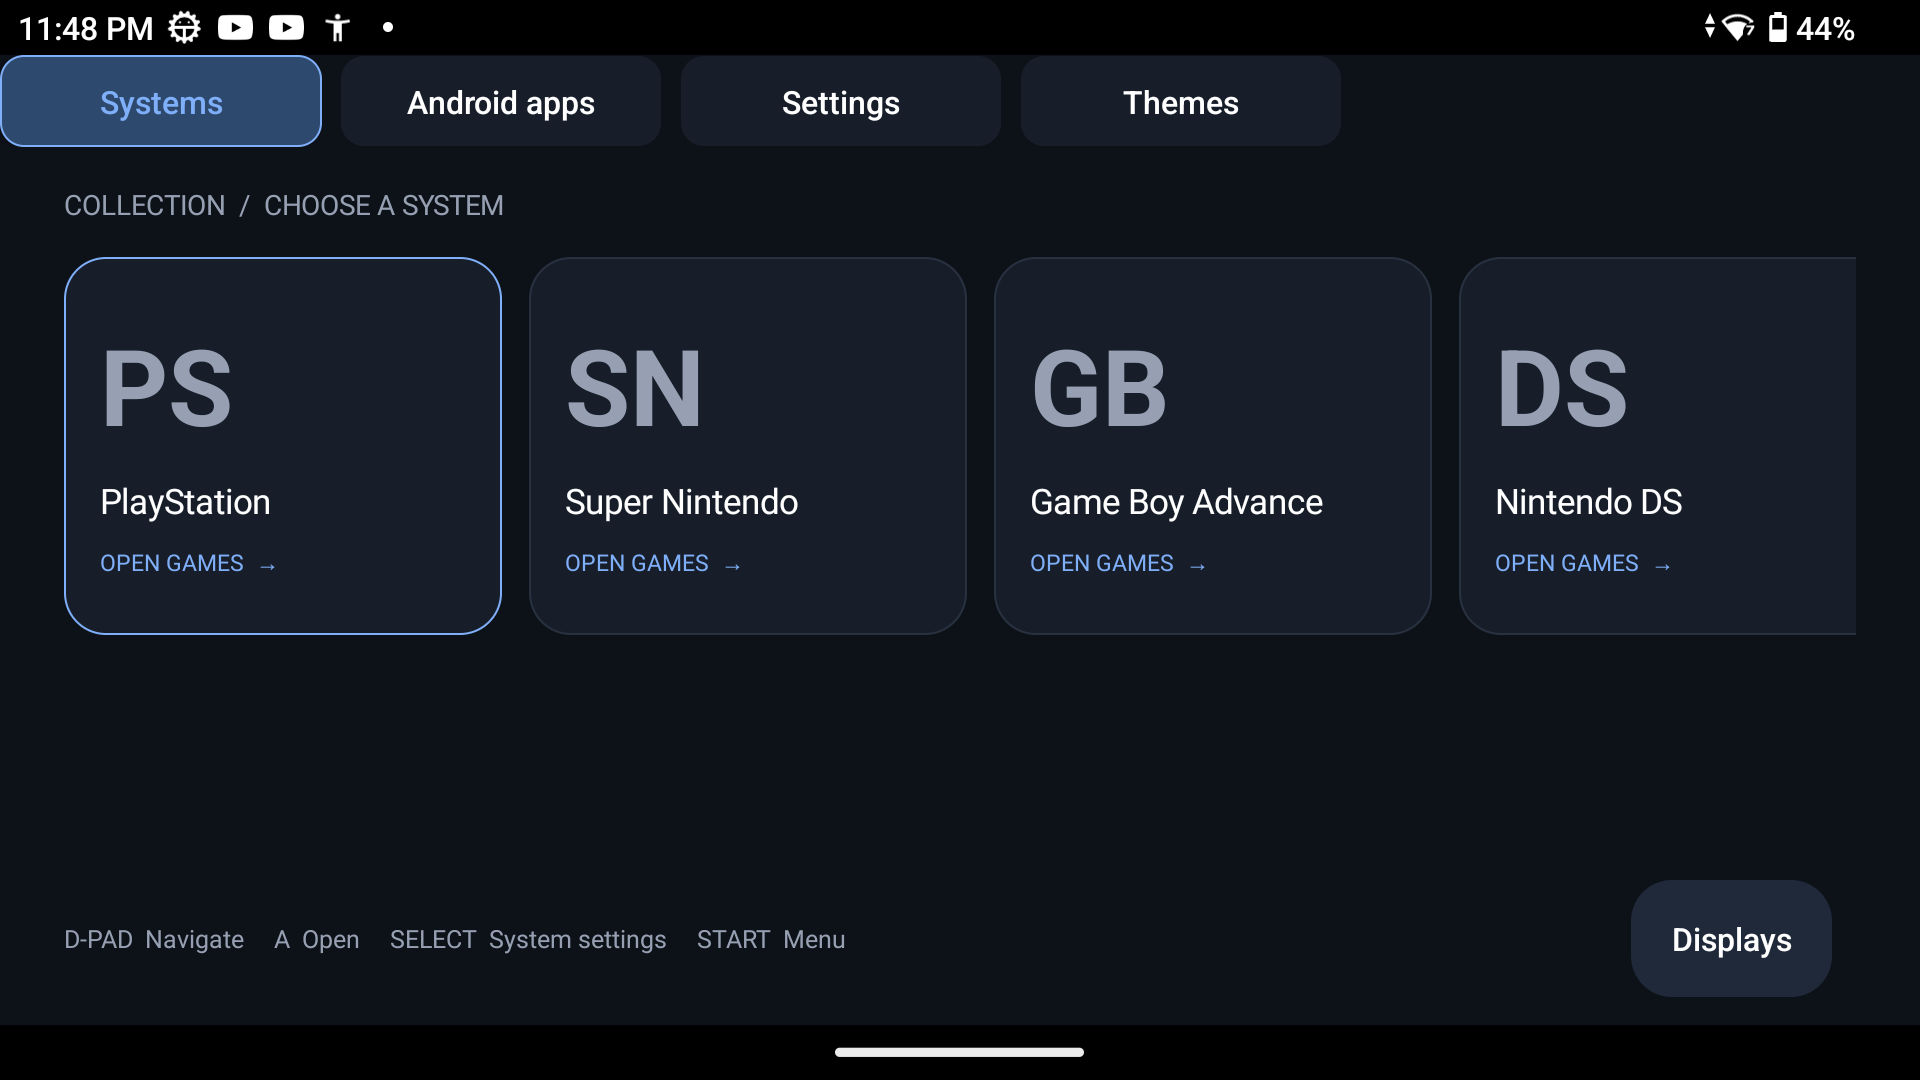 11:48 PM 44%
Systems Android apps Settings Themes
COLLECTION / CHOOSE A SYSTEM
PS SN GB DS
PlayStation Super Nintendo Game Boy Advance Nintendo DS
OPEN GAMES → OPEN GAMES → OPEN GAMES → OPEN GAMES →
D-PAD Navigate A Open SELECT System settings START Menu Displays